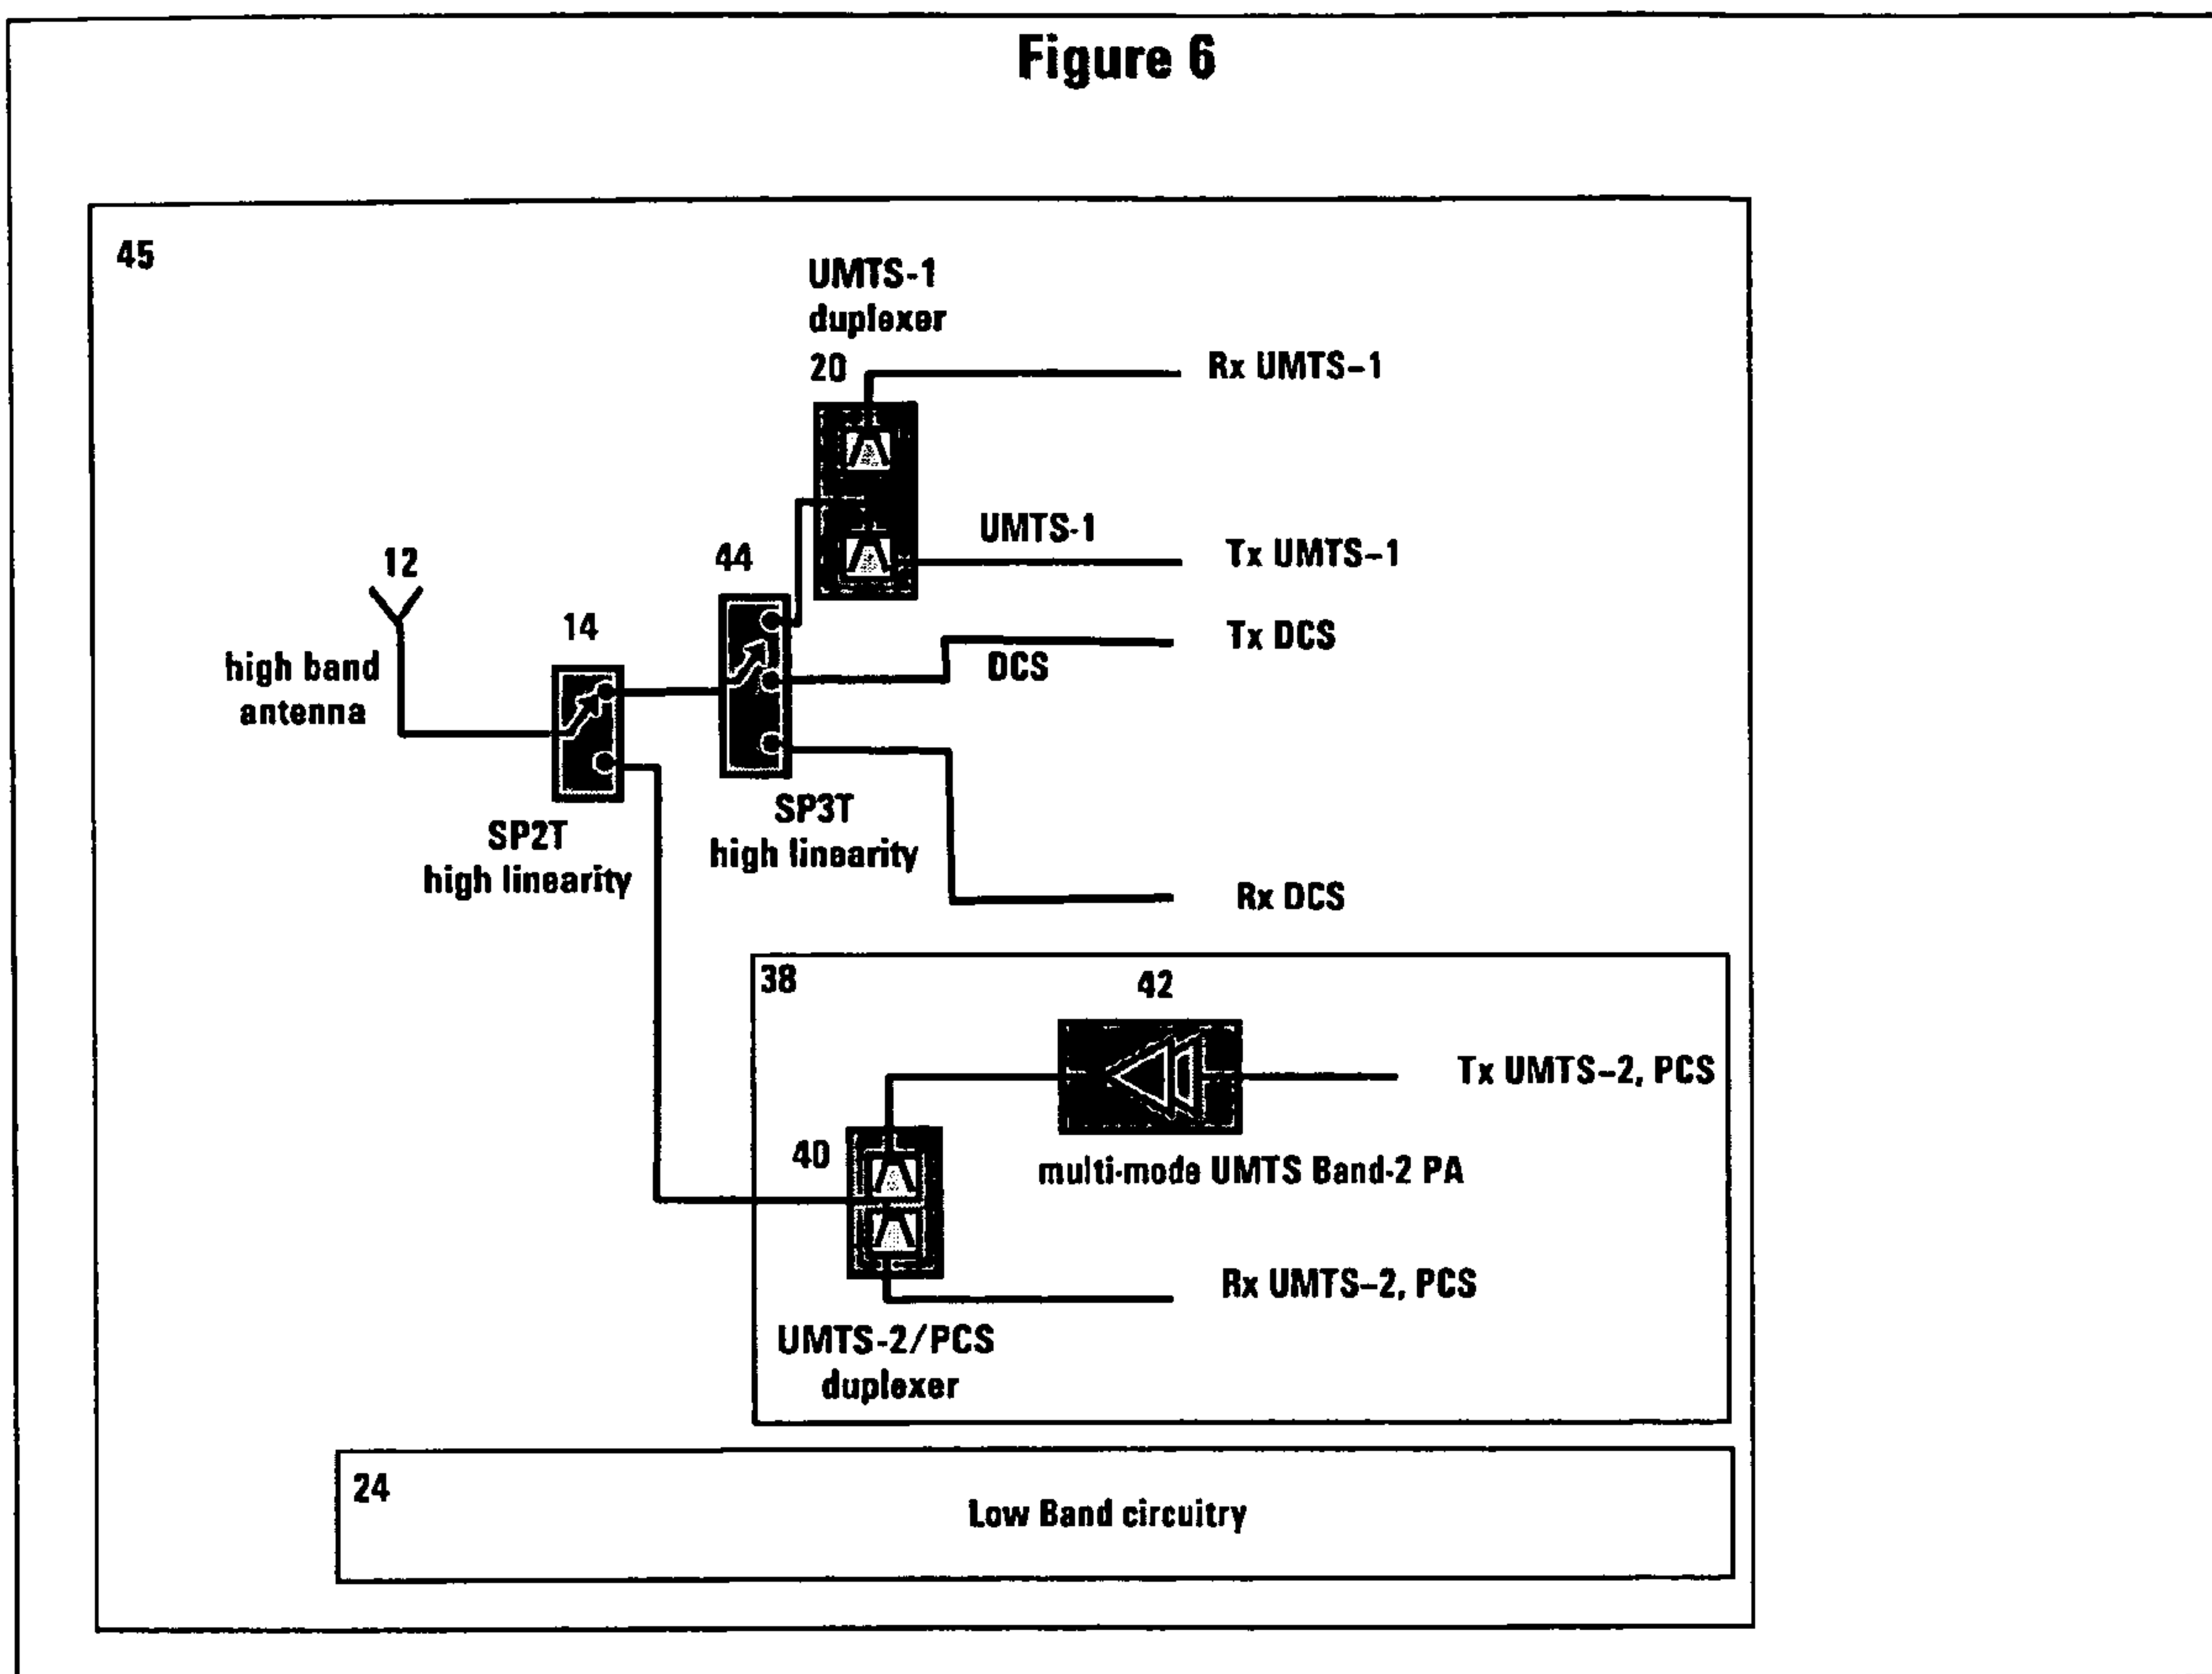 Figure 6
45
UMTS-1
duplexer
20
Rx UMTS–1
UMTS-1
Tx UMTS–1
12
44
14
high band
antenna
Tx DCS
DCS
SP2T
high linearity
SP3T
high linearity
Rx DCS
38
42
Tx UMTS–2, PCS
40
multi-mode UMTS Band-2 PA
Rx UMTS–2, PCS
UMTS-2/PCS
duplexer
24
Low Band circuitry